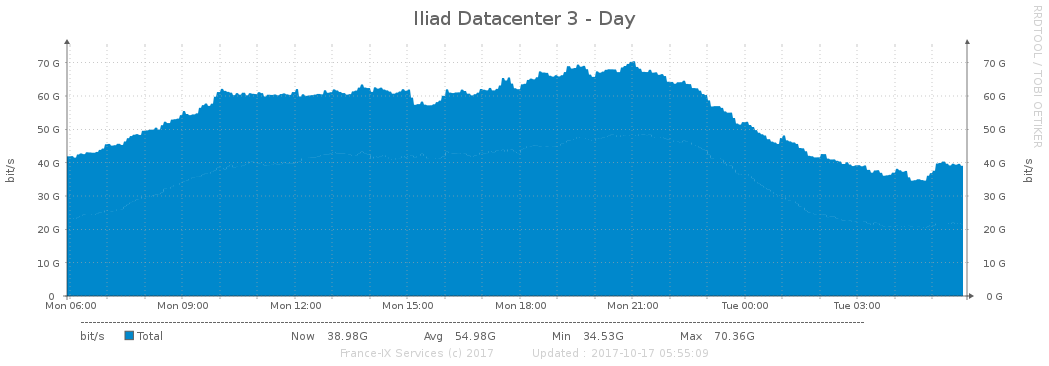 Iliad Datacenter 3 - Day
RRDTOOL / TOBI OETIKER
bit/s
bit/s
70 G 70 G
60 G 60 G
50 G 50 G
40 G 40 G
30 G 30 G
20 G 20 G
10 G 10 G
0 0 G
Mon 06:00 Mon 09:00 Mon 12:00 Mon 15:00 Mon 18:00 Mon 21:00 Tue 00:00 Tue 03:00
bit/s Total Now 38.98G Avg 54.98G Min 34.53G Max 70.36G
France-IX Services (c) 2017 Updated : 2017-10-17 05:55:09